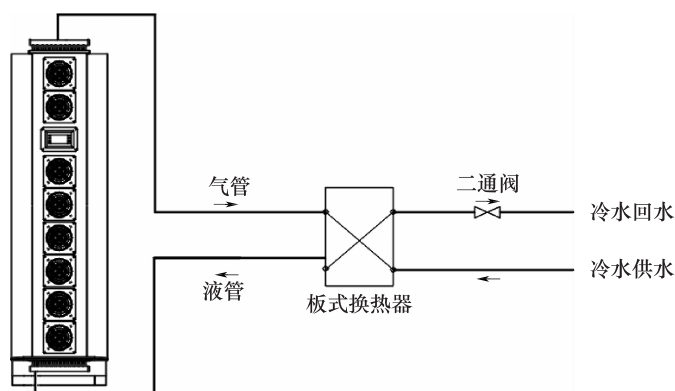 气管
二通阀
冷水回水
冷水供水
液管
板式换热器